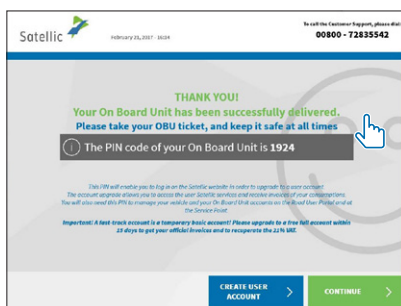 Satellic
February 21, 2017 - 16:54
To call the Customer Support, please dial:
00800 - 72835542
THANK YOU!
Your On Board Unit has been successfully delivered.
Please take your OBU ticket, and keep it safe at all times
The PIN code of your On Board Unit is 1924
This PIN will enable you to log in on the Satellic website in order to upgrade to a user account.
The account upgrade allows you to access the user Satellic services and receive invoices of your consumptions.
You will also need this PIN to manage your vehicle and your On Board Unit accounts on the Road User Portal and at
the Service Point
Important! A fast-track account is a temporary basic account! Please upgrade to a free full account within
15 days to get your official invoices and to recuperate the 21% VAT.
CREATE USER
ACCOUNT
CONTINUE